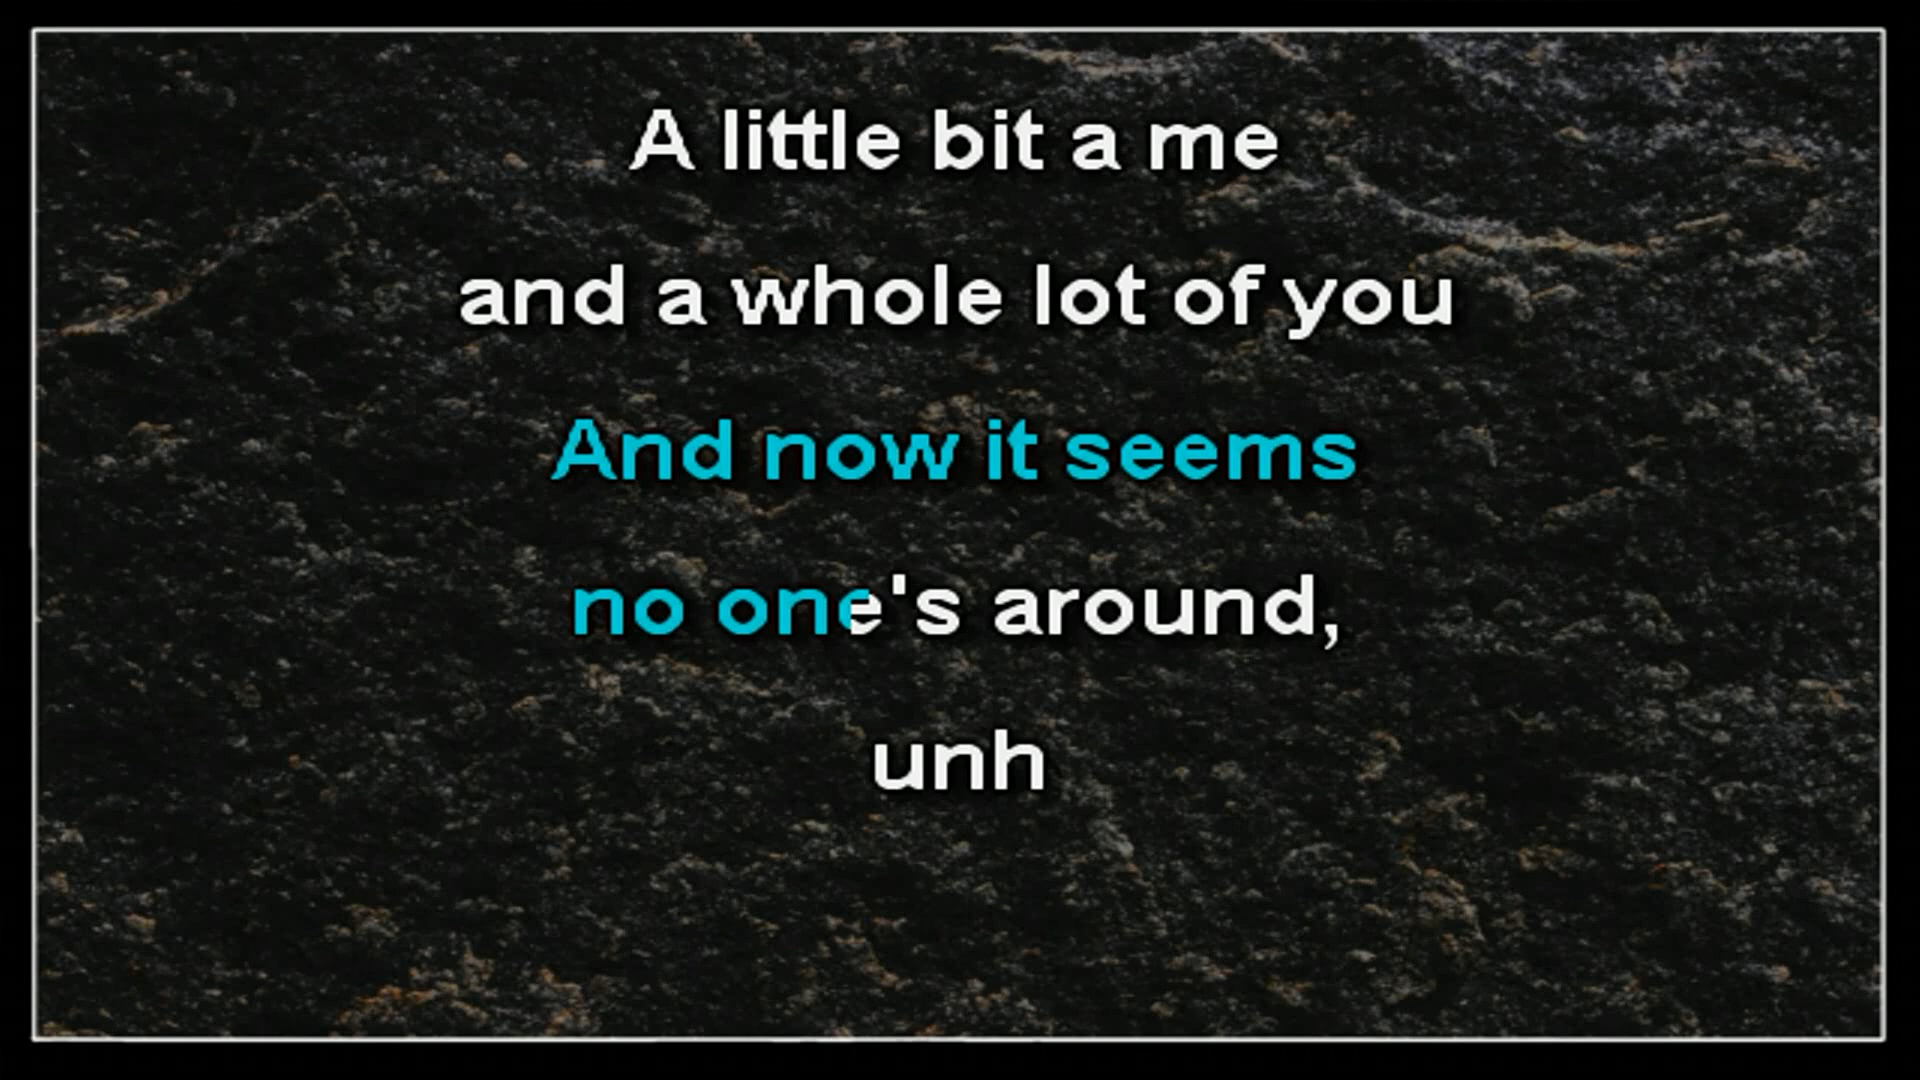 A little bit a me
and a whole lot of you
And now it seems
no one's around,
unh